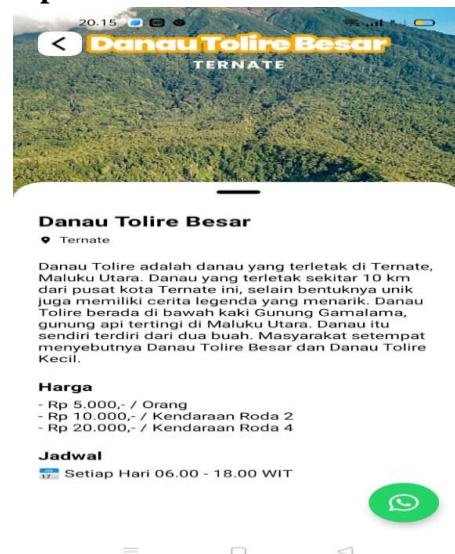 20.15
Danau Tolire Besar
TERNATE
Danau Tolire Besar
Ternate
Danau Tolire adalah danau yang terletak di Ternate,
Maluku Utara. Danau yang terletak sekitar 10 km
dari pusat kota Ternate ini, selain bentuknya unik
juga memiliki cerita legenda yang menarik. Danau
Tolire berada di bawah kaki Gunung Gamalama,
gunung api tertingi di Maluku Utara. Danau itu
sendiri terdiri dari dua buah. Masyarakat setempat
menyebutnya Danau Tolire Besar dan Danau Tolire
Kecil.
Harga
- Rp 5.000,- / Orang
- Rp 10.000,- / Kendaraan Roda 2
- Rp 20.000,- / Kendaraan Roda 4
Jadwal
17 Setiap Hari 06.00 - 18.00 WIT